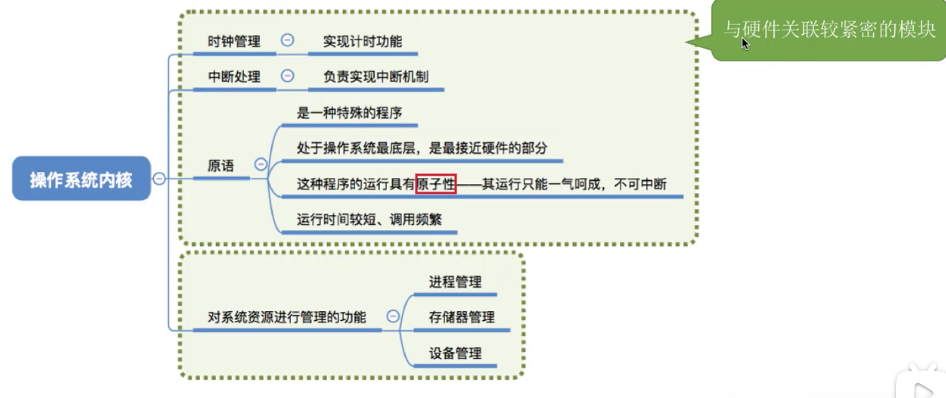 与硬件关联较紧密的模块
操作系统内核
时钟管理
实现计时功能
中断处理
负责实现中断机制
原语
是一种特殊的程序
处于操作系统最底层，是最接近硬件的部分
这种程序的运行具有原子性——其运行只能一气呵成，不可中断
运行时间较短、调用频繁
对系统资源进行管理的功能
进程管理
存储器管理
设备管理